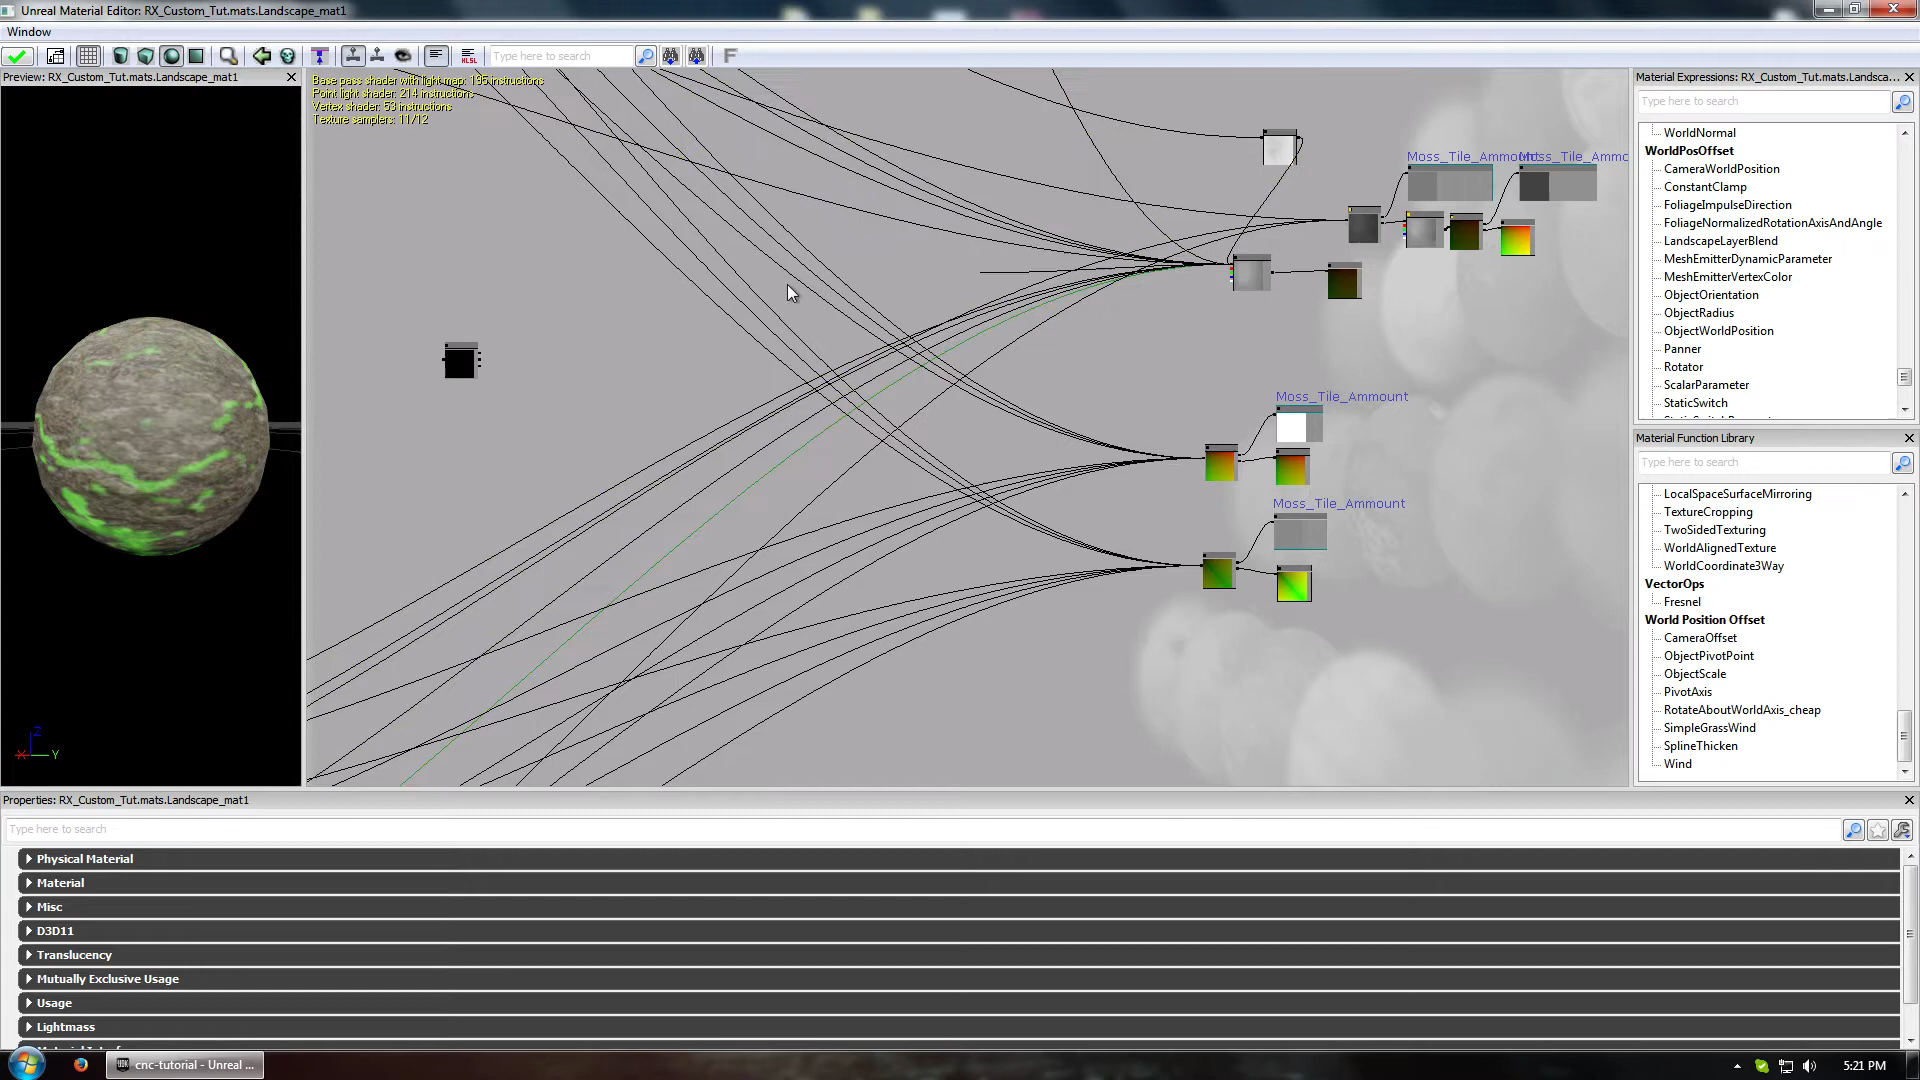 Unreal Material Editor: RX_Custom_Tut.mats.Landscape_mat1
Window
HLSL
Type here to search
F
Preview: RX_Custom_Tut.mats.Landscape_mat1
Base pass shader with light map: 195 instructions
Point light shader: 214 instructions
Vertex shader: 53 instructions
Texture samplers: 11/12
Moss_Tile_Ammount
Moss_Tile_Ammo
Moss_Tile_Ammount
Moss_Tile_Ammount
Z
X
Y
Material Expressions: RX_Custom_Tut.mats.Landsca...
Type here to search
WorldNormal
WorldPosOffset
CameraWorldPosition
ConstantClamp
FoliageImpulseDirection
FoliageNormalizedRotationAxisAndAngle
LandscapeLayerBlend
MeshEmitterDynamicParameter
MeshEmitterVertexColor
ObjectOrientation
ObjectRadius
ObjectWorldPosition
Panner
Rotator
ScalarParameter
StaticSwitch
Material Function Library
Type here to search
LocalSpaceSurfaceMirroring
TextureCropping
TwoSidedTexturing
WorldAlignedTexture
WorldCoordinate3Way
VectorOps
Fresnel
World Position Offset
CameraOffset
ObjectPivotPoint
ObjectScale
PivotAxis
RotateAboutWorldAxis_cheap
SimpleGrassWind
SplineThicken
Wind
Properties: RX_Custom_Tut.mats.Landscape_mat1
Type here to search
Physical Material
Material
Misc
D3D11
Translucency
Mutually Exclusive Usage
Usage
Lightmass
cnc-tutorial - Unreal ...
5:21 PM